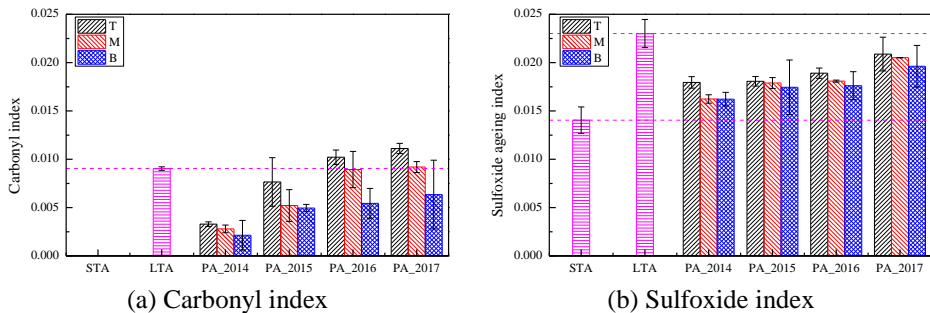 T
M
B
Carbonyl index
0.025
0.020
0.015
0.010
0.005
0.000
STA LTA PA_2014 PA_2015 PA_2016 PA_2017
(a) Carbonyl index
T
M
B
Sulfoxide ageing index
0.025
0.020
0.015
0.010
0.005
0.000
STA LTA PA_2014 PA_2015 PA_2016 PA_2017
(b) Sulfoxide index